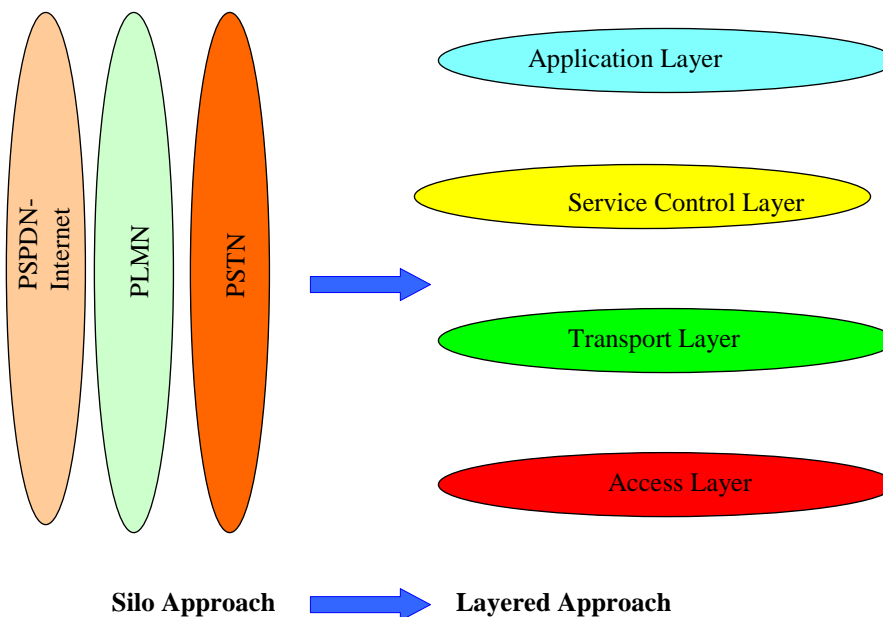 PSPDN-
Internet
PLMN
PSTN
Application Layer
Service Control Layer
Transport Layer
Access Layer
Silo Approach
Layered Approach